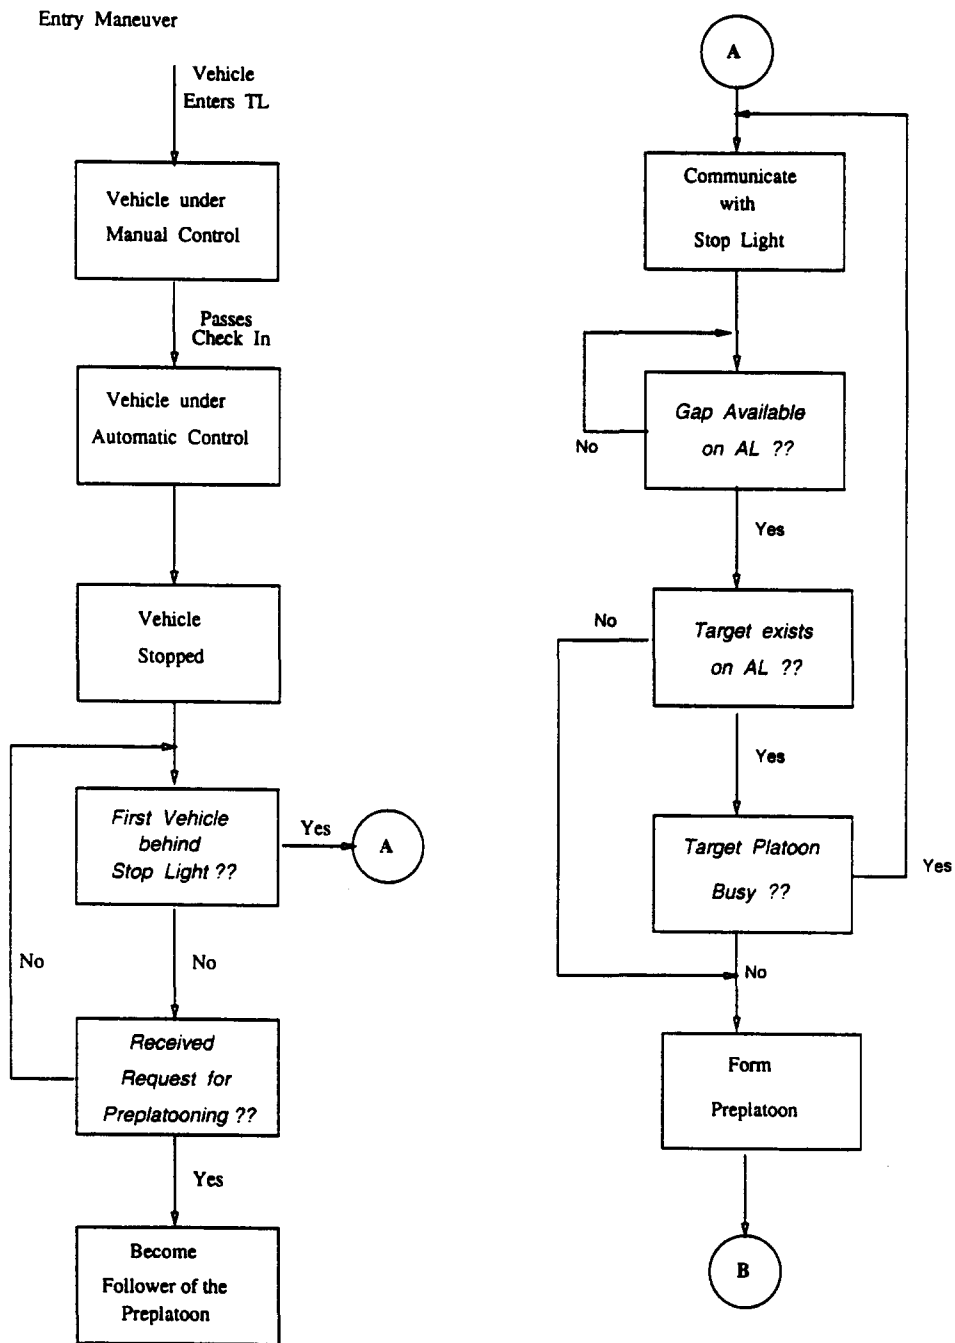 Entry Maneuver
Vehicle
Enters TL
Vehicle under
Manual Control
Passes
Check In
Vehicle under
Automatic Control
Vehicle
Stopped
First Vehicle
behind
Stop Light ??
Yes
A
No
No
Received
Request for
Preplatooning ??
Yes
Become
Follower of the
Preplatoon
A
Communicate
with
Stop Light
Gap Available
on AL ??
No
Yes
Target exists
on AL ??
No
Yes
Target Platoon
Busy ??
Yes
No
Form
Preplatoon
B